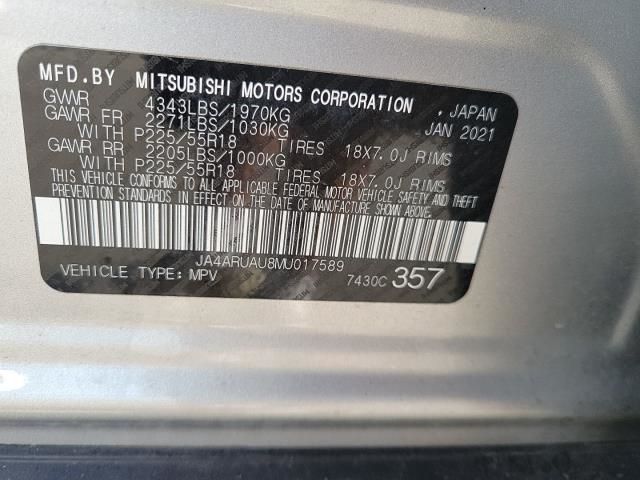 MFD.BY MITSUBISHI MOTORS CORPORATION , JAPAN
GVWR 4343LBS/1970KG JAN 2021
GAWR FR 2271LBS/1030KG
WITH P225/55R18 TIRES 18X7.0J RIMS
GAWR RR 2205LBS/1000KG
WITH P225/55R18 TIRES 18X7.0J RIMS
THIS VEHICLE CONFORMS TO ALL APPLICABLE FEDERAL MOTOR VEHICLE SAFETY AND THEFT
PREVENTION STANDARDS IN EFFECT ON THE DATE OF MANUFACTURE SHOWN ABOVE.
JA4ARUAU8MU017589
VEHICLE TYPE: MPV 7430C 357